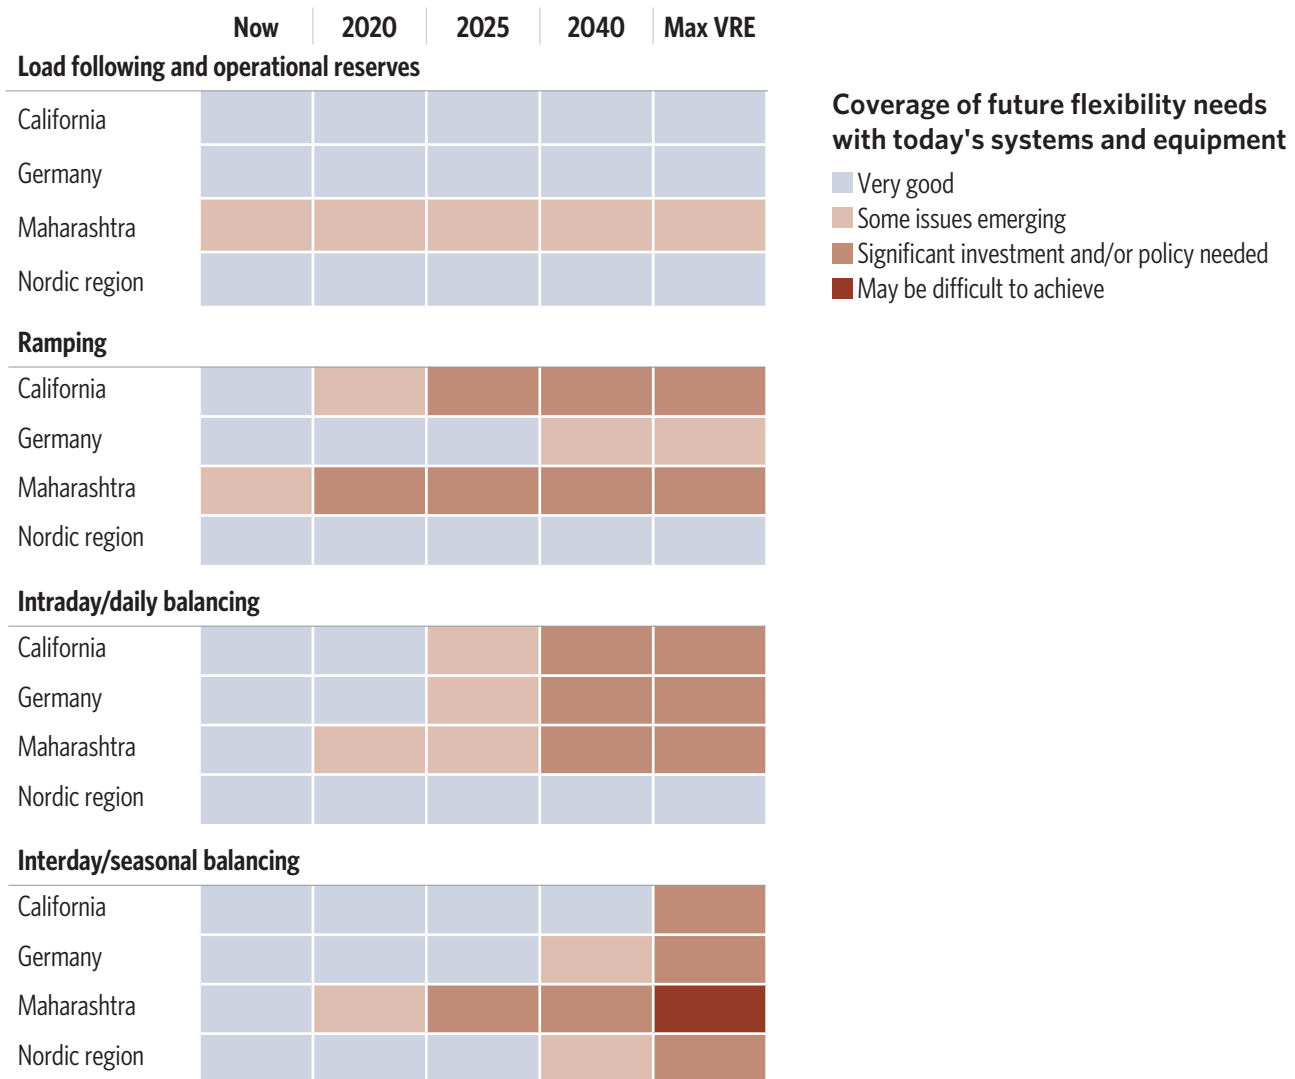 Now 2020 2025 2040 Max VRE
Load following and operational reserves
California
Germany
Maharashtra
Nordic region
Ramping
California
Germany
Maharashtra
Nordic region
Intraday/daily balancing
California
Germany
Maharashtra
Nordic region
Interday/seasonal balancing
California
Germany
Maharashtra
Nordic region
Coverage of future flexibility needs
with today's systems and equipment
Very good
Some issues emerging
Significant investment and/or policy needed
May be difficult to achieve